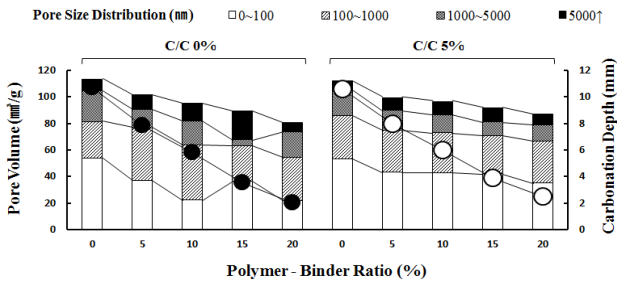 Pore Size Distribution (㎚) 0~100 100~1000 1000~5000 5000↑
C/C 0% C/C 5%
Pore Volume (㎣/g)
120
100
80
60
40
20
0
0 5 10 15 20 0 5 10 15 20
12
10
8
6
4
2
0
Carbonation Depth (mm)
Polymer - Binder Ratio (%)